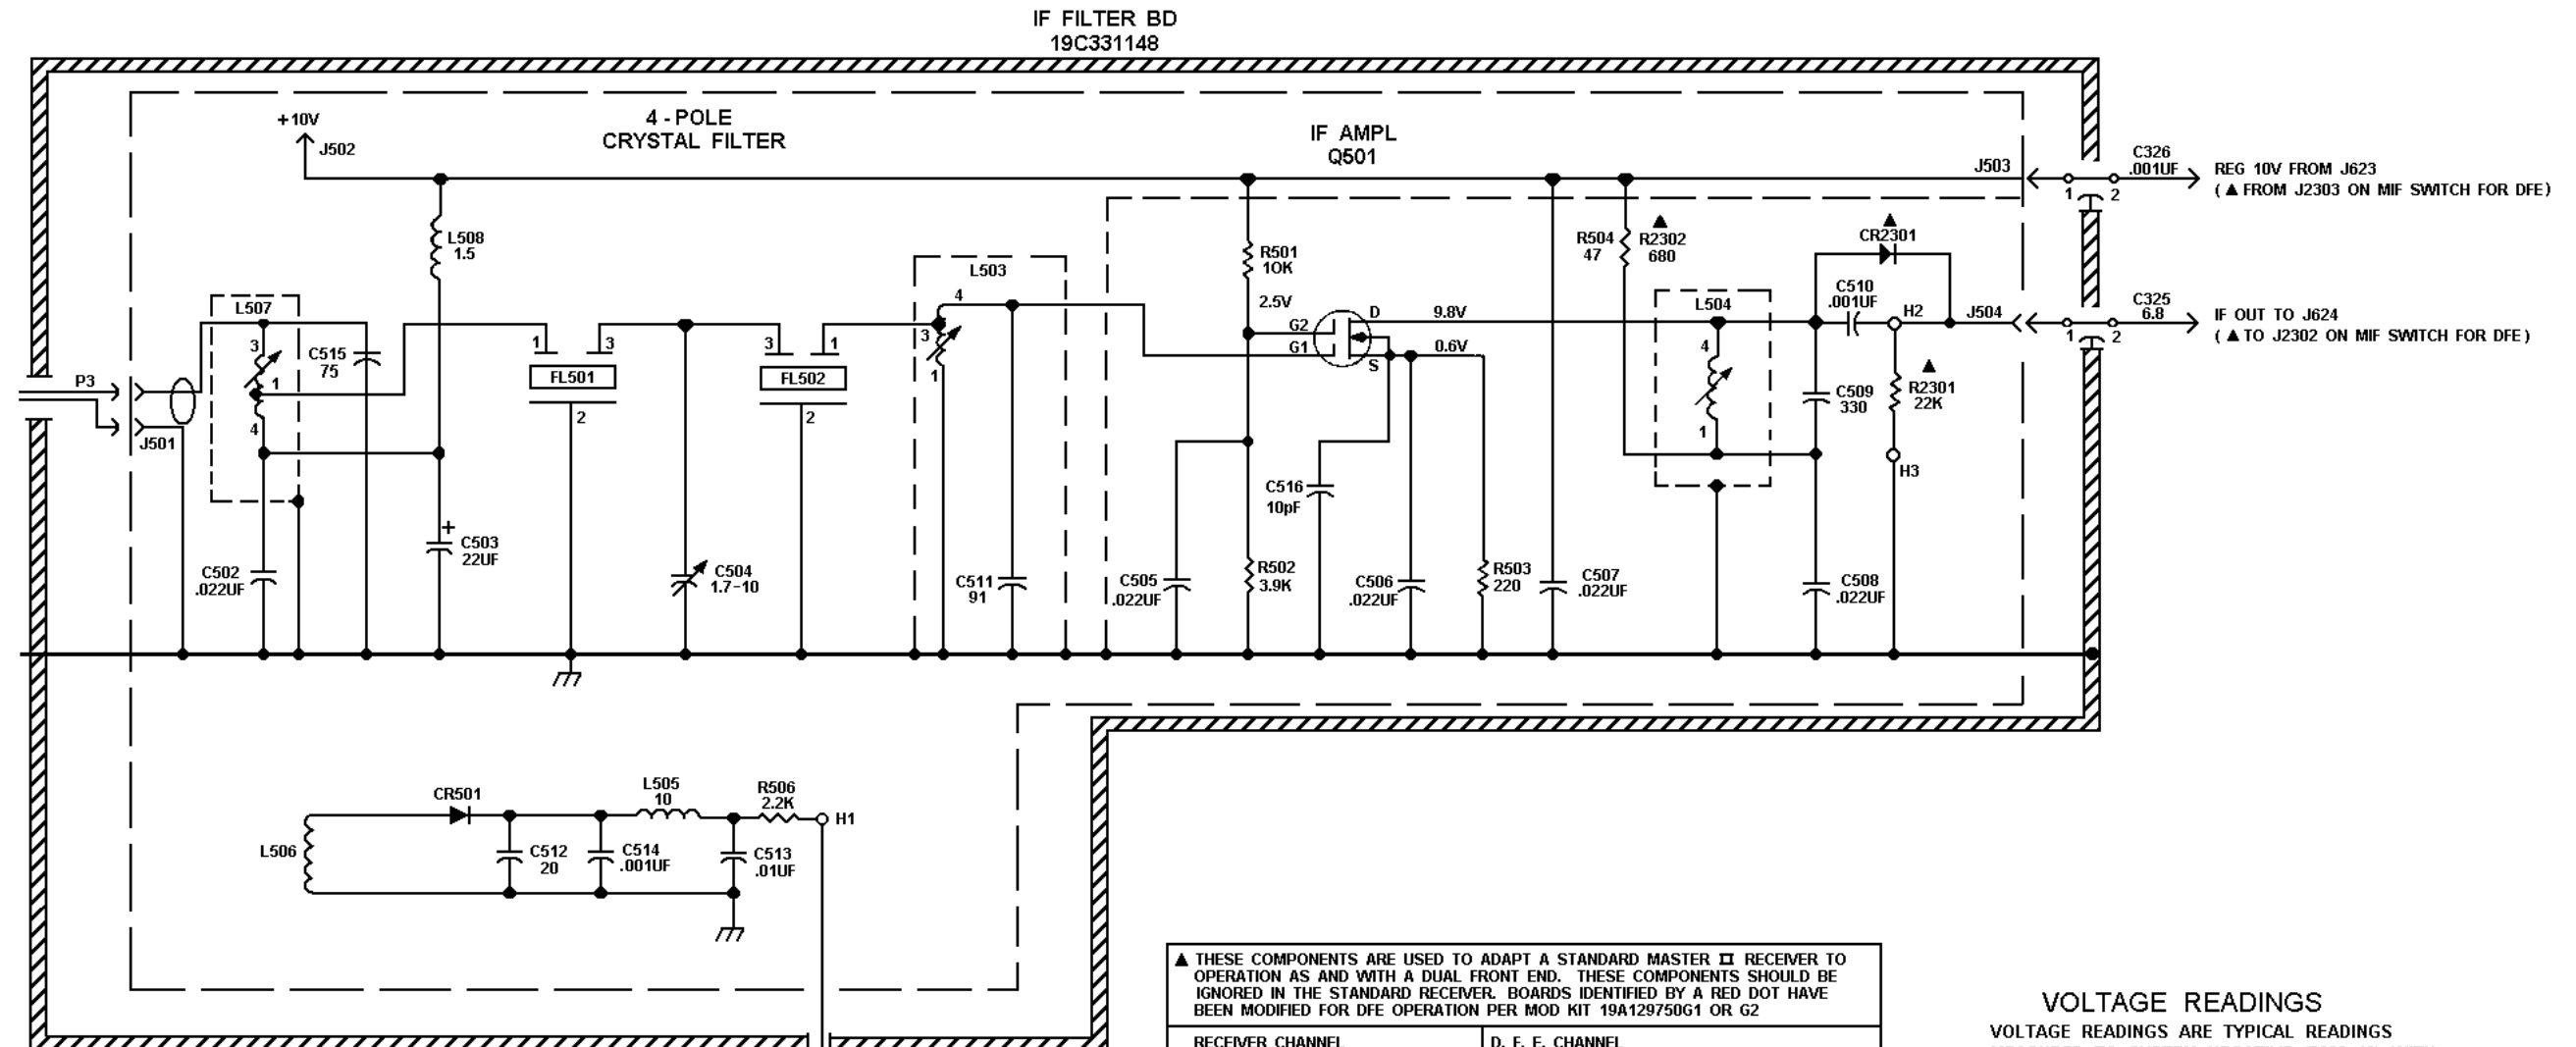 IF FILTER BD
19C331148
+10V
J502
4 - POLE
CRYSTAL FILTER
IF AMPL
Q501
J503
C326
.001UF
1
2
REG 10V FROM J623
( ▲ FROM J2303 ON MIF SWITCH FOR DFE)
L508
1.5
R501
10K
R504
47
▲
R2302
680
▲
CR2301
L507
3
1
4
C515
75
L503
4
3
1
2.5V
G2
G1
D
S
9.8V
0.6V
L504
4
1
C510
.001UF
H2
J504
C325
6.8
1
2
IF OUT TO J624
( ▲ TO J2302 ON MIF SWITCH FOR DFE)
P3
J501
1
3
FL501
2
3
1
FL502
2
C509
330
▲
R2301
22K
H3
C516
10pF
+
C503
22UF
C502
.022UF
C504
1.7-10
C511
91
C505
.022UF
R502
3.9K
C506
.022UF
R503
220
C507
.022UF
C508
.022UF
CR501
L505
10
R506
2.2K
H1
L506
C512
20
C514
.001UF
C513
.01UF
▲ THESE COMPONENTS ARE USED TO ADAPT A STANDARD MASTER II RECEIVER TO
OPERATION AS AND WITH A DUAL FRONT END. THESE COMPONENTS SHOULD BE
IGNORED IN THE STANDARD RECEIVER. BOARDS IDENTIFIED BY A RED DOT HAVE
BEEN MODIFIED FOR DFE OPERATION PER MOD KIT 19A129750G1 OR G2
RECEIVER CHANNEL
D. F. E. CHANNEL
VOLTAGE READINGS
VOLTAGE READINGS ARE TYPICAL READINGS